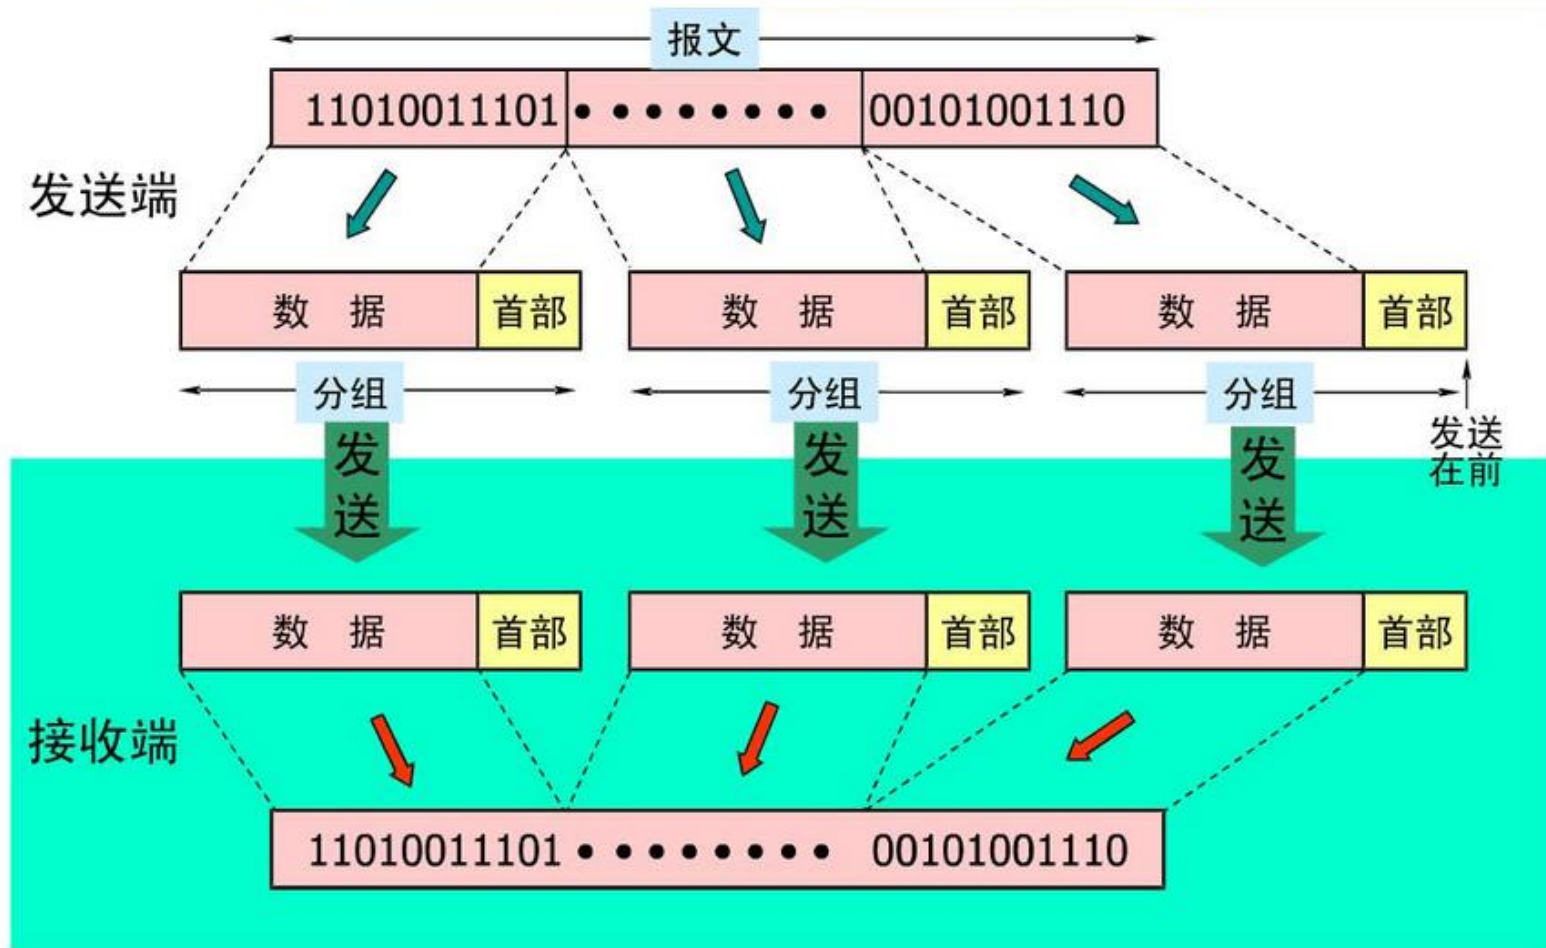 报文
11010011101 • • • • • • • • 00101001110
发送端
数 据 首部 数 据 首部 数 据 首部
分组 分组 分组
发送 发送 发送
发送
在前
数 据 首部 数 据 首部 数 据 首部
接收端
11010011101 • • • • • • • • 00101001110